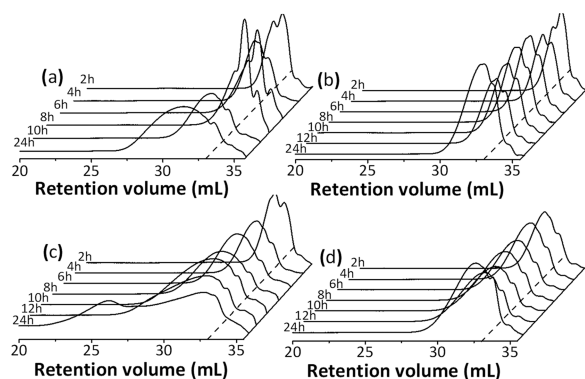 (a)
2h
4h
6h
8h
10h
24h
20 25 30 35
Retention volume (mL)
(b)
2h
4h
6h
8h
10h
12h
24h
20 25 30 35
Retention volume (mL)
(c)
2h
4h
6h
8h
10h
12h
24h
20 25 30 35
Retention volume (mL)
(d)
2h
4h
6h
8h
10h
12h
24h
20 25 30 35
Retention volume (mL)